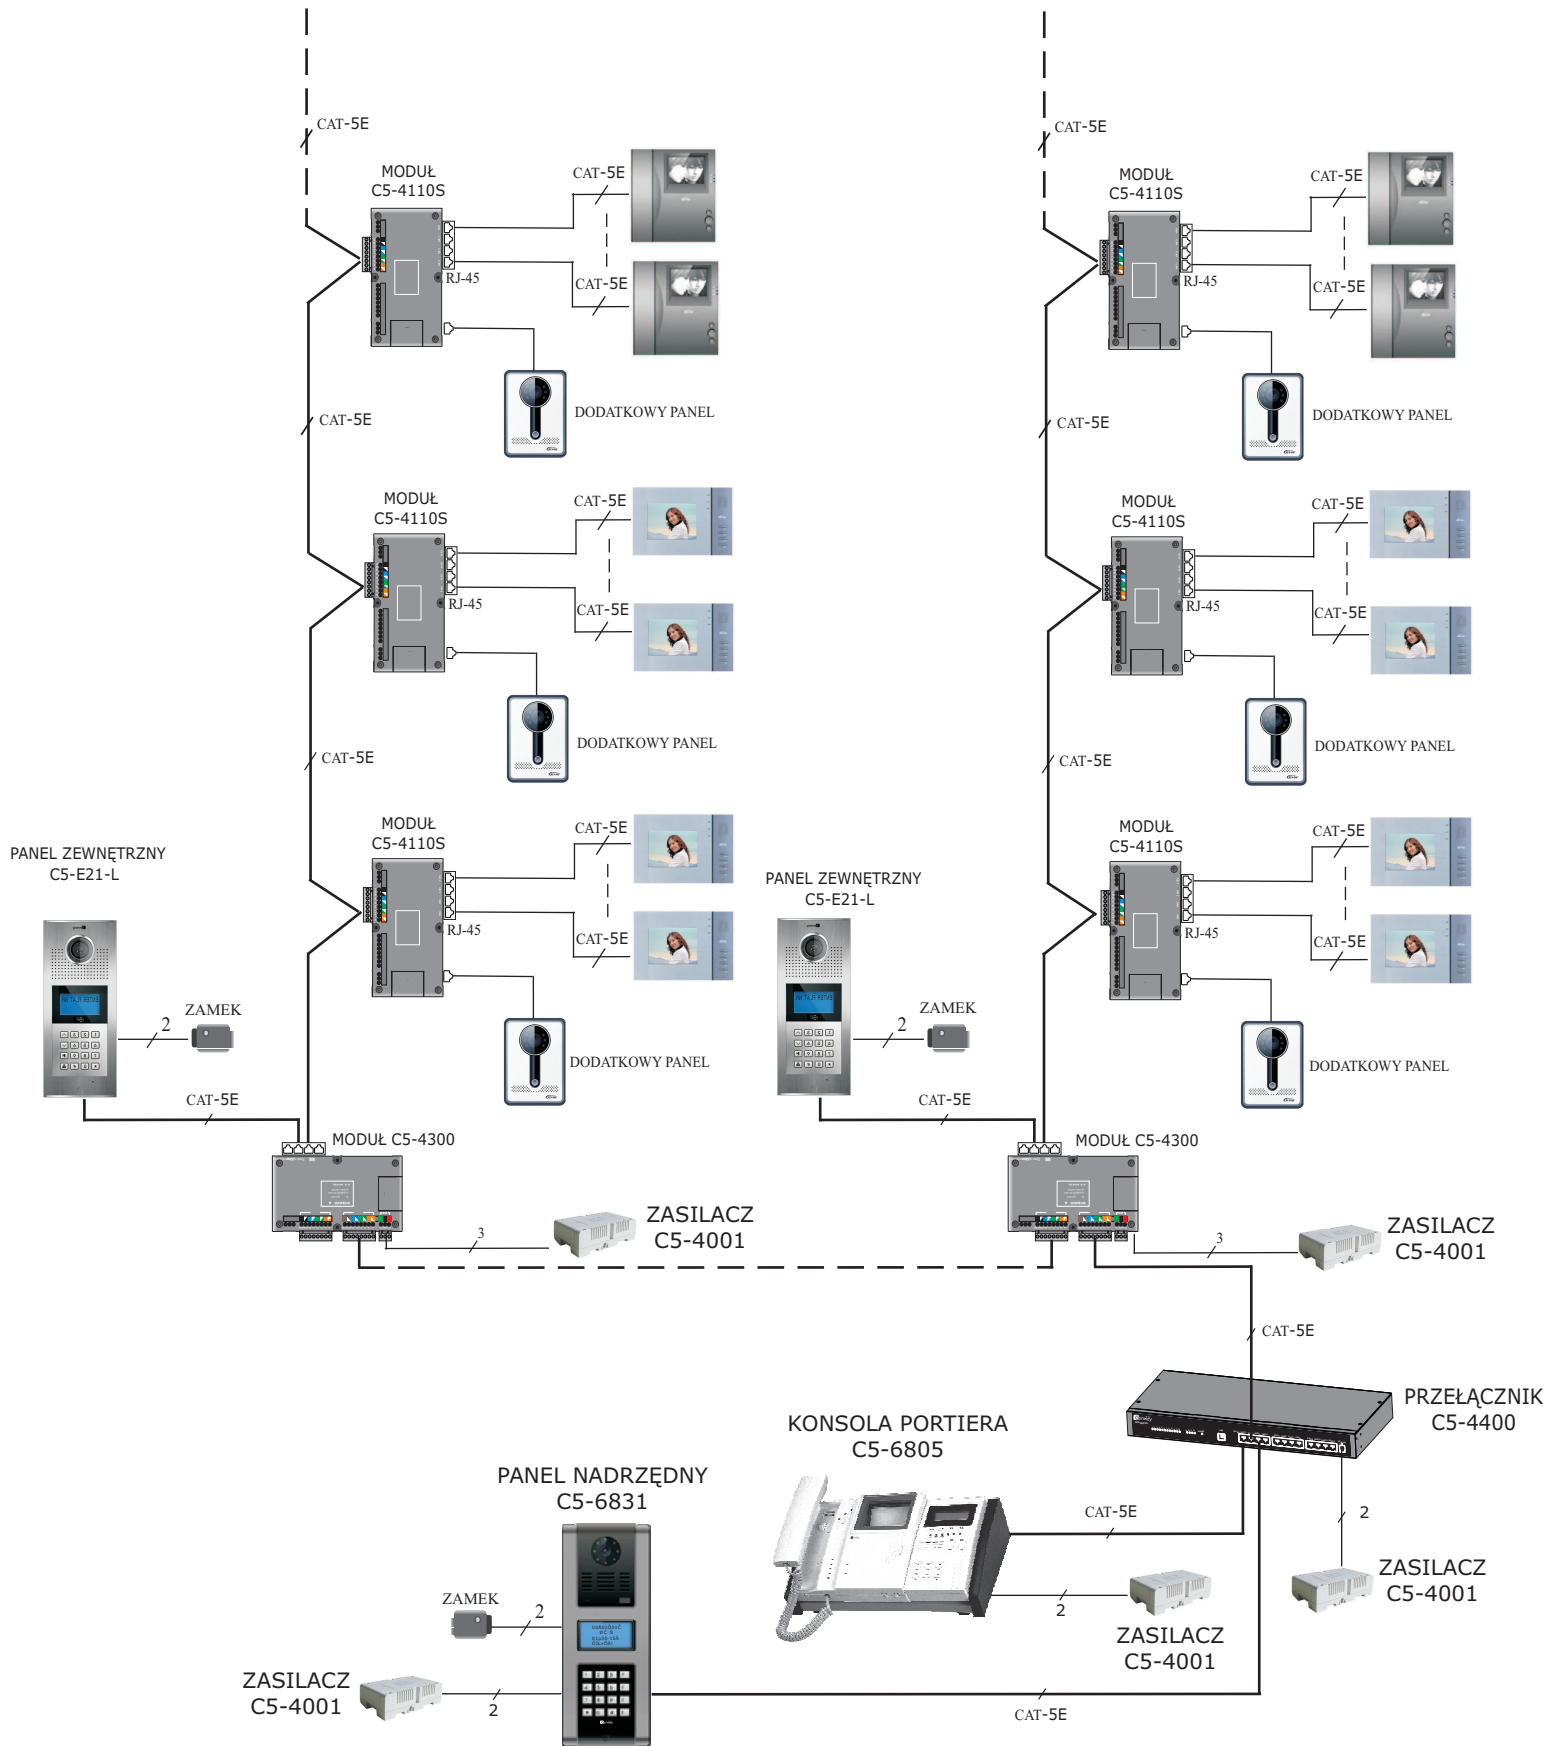 CAT-5E
CAT-5E
MODUŁ
C5-4110S
CAT-5E
CAT-5E
RJ-45
DODATKOWY PANEL
MODUŁ
C5-4110S
CAT-5E
CAT-5E
RJ-45
DODATKOWY PANEL
CAT-5E
MODUŁ
C5-4110S
CAT-5E
CAT-5E
RJ-45
DODATKOWY PANEL
CAT-5E
MODUŁ
C5-4110S
CAT-5E
CAT-5E
RJ-45
DODATKOWY PANEL
CAT-5E
MODUŁ
C5-4110S
CAT-5E
CAT-5E
RJ-45
DODATKOWY PANEL
CAT-5E
MODUŁ
C5-4110S
CAT-5E
CAT-5E
RJ-45
DODATKOWY PANEL
PANEL ZEWNĘTRZNY
C5-E21-L
2
ZAMEK
CAT-5E
PANEL ZEWNĘTRZNY
C5-E21-L
2
ZAMEK
CAT-5E
MODUŁ C5-4300
3
ZASILACZ
C5-4001
MODUŁ C5-4300
3
ZASILACZ
C5-4001
CAT-5E
PRZEŁĄCZNIK
C5-4400
KONSOLA PORTIERA
C5-6805
CAT-5E
2
ZASILACZ
C5-4001
2
ZASILACZ
C5-4001
PANEL NADRZĘDNY
C5-6831
ZAMEK
2
ZASILACZ
C5-4001
2
CAT-5E